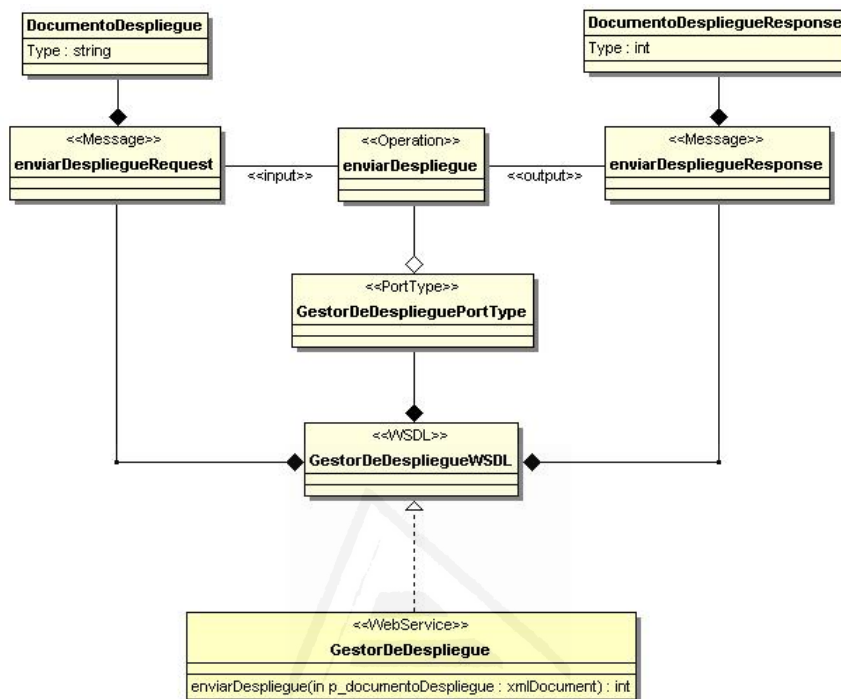 DocumentoDespliegue
Type : string
DocumentoDespliegueResponse
Type : int
<<Message>>
enviarDespliegueRequest
<<input>>
<<Operation>>
enviarDespliegue
<<output>>
<<Message>>
enviarDespliegueResponse
<<PortType>>
GestorDeDesplieguePortType
<<WSDL>>
GestorDeDespliegueWSDL
<<WebService>>
GestorDeDespliegue
enviarDespliegue(in p_documentoDespliegue : xmlDocument) : int